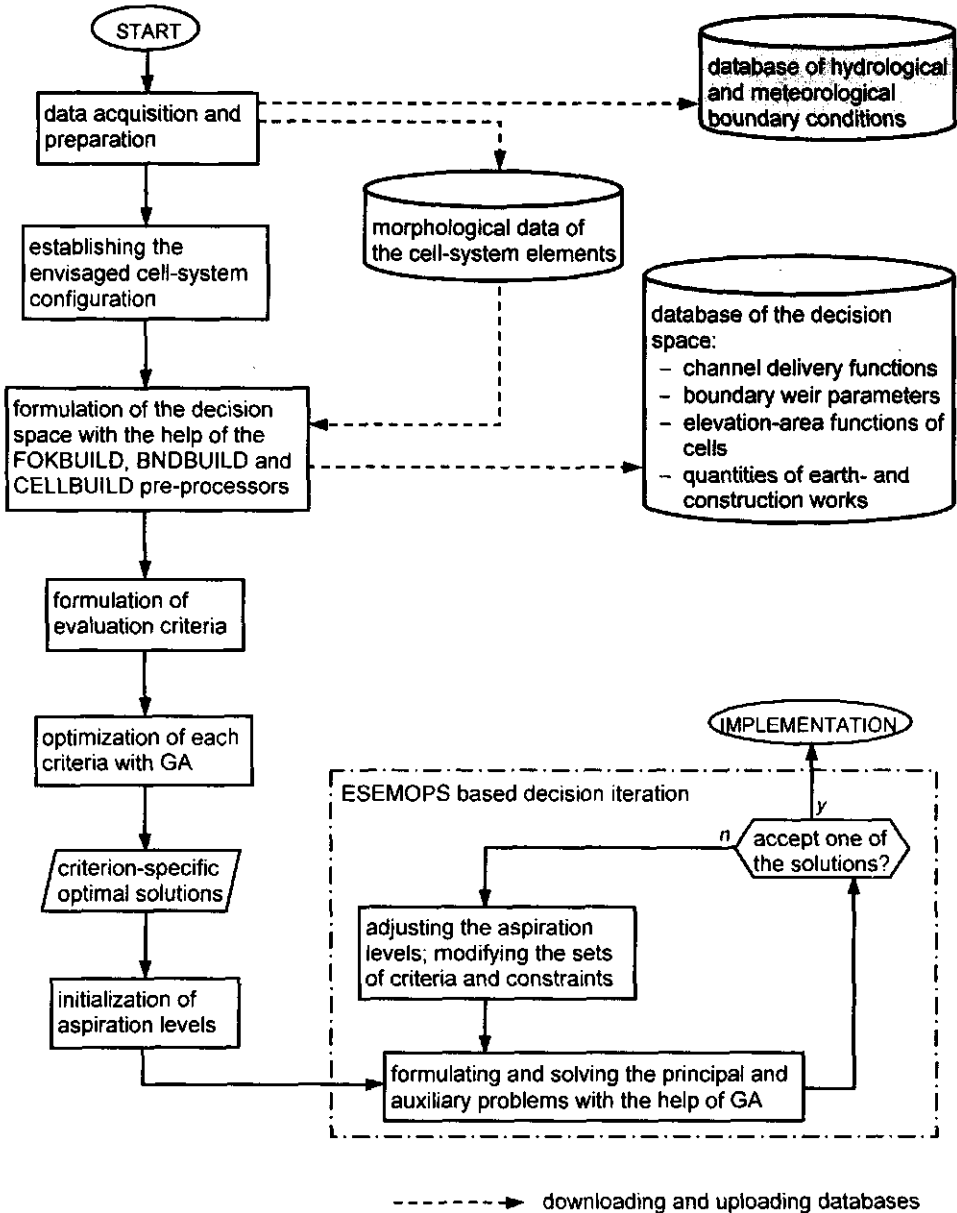 START
data acquisition and
preparation
database of hydrological
and meteorological
boundary conditions
morphological data of
the cell-system elements
establishing the
envisaged cell-system
configuration
database of the decision
space:
– channel delivery functions
– boundary weir parameters
– elevation-area functions of
cells
– quantities of earth- and
construction works
formulation of the decision
space with the help of the
FOKBUILD, BNDBUILD and
CELLBUILD pre-processors
formulation of
evaluation criteria
optimization of each
criteria with GA
criterion-specific
optimal solutions
initialization of
aspiration levels
IMPLEMENTATION
ESEMOPS based decision iteration
y
n
accept one of
the solutions?
adjusting the aspiration
levels; modifying the sets
of criteria and constraints
formulating and solving the principal and
auxiliary problems with the help of GA
downloading and uploading databases